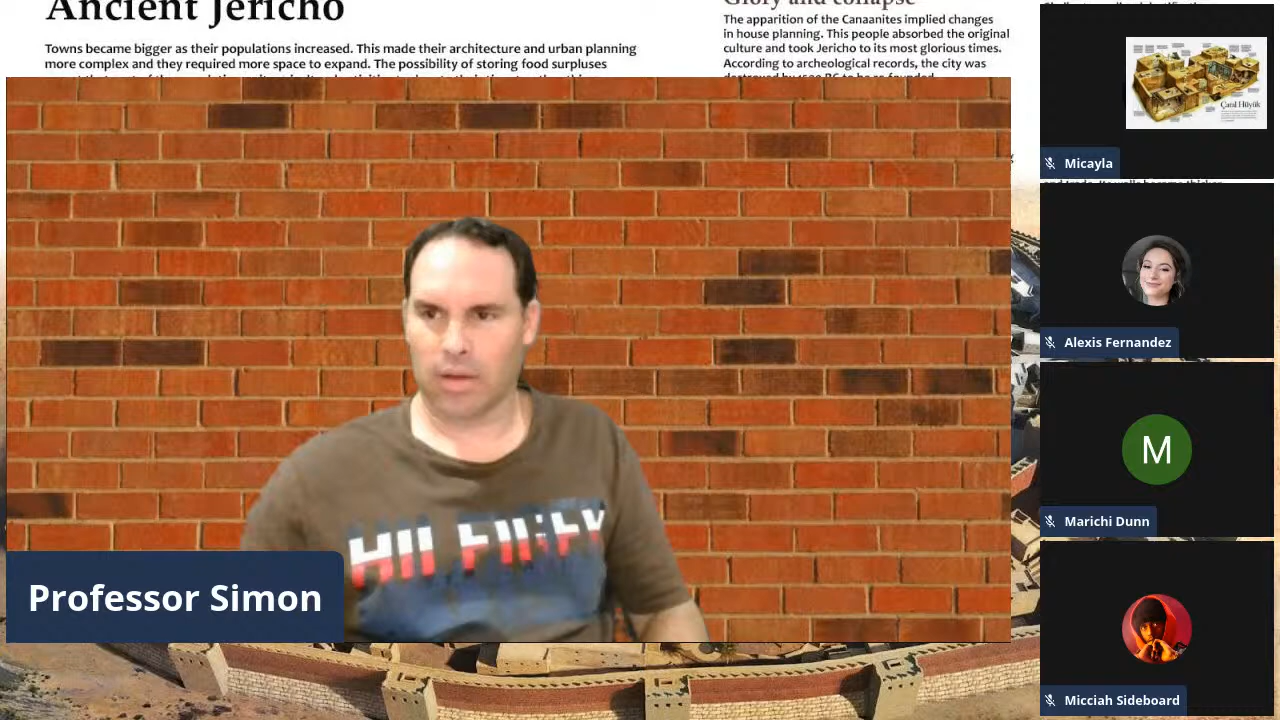 Ancient Jericho
Towns became bigger as their populations increased. This made their architecture and urban planning
more complex and they required more space to expand. The possibility of storing food surpluses
Glory and collapse
The apparition of the Canaanites implied changes
in house planning. This people absorbed the original
culture and took Jericho to its most glorious times.
According to archeological records, the city was
HILFIGER
Professor Simon
Çatal Hüyük
Micayla
Alexis Fernandez
M
Marichi Dunn
Micciah Sideboard